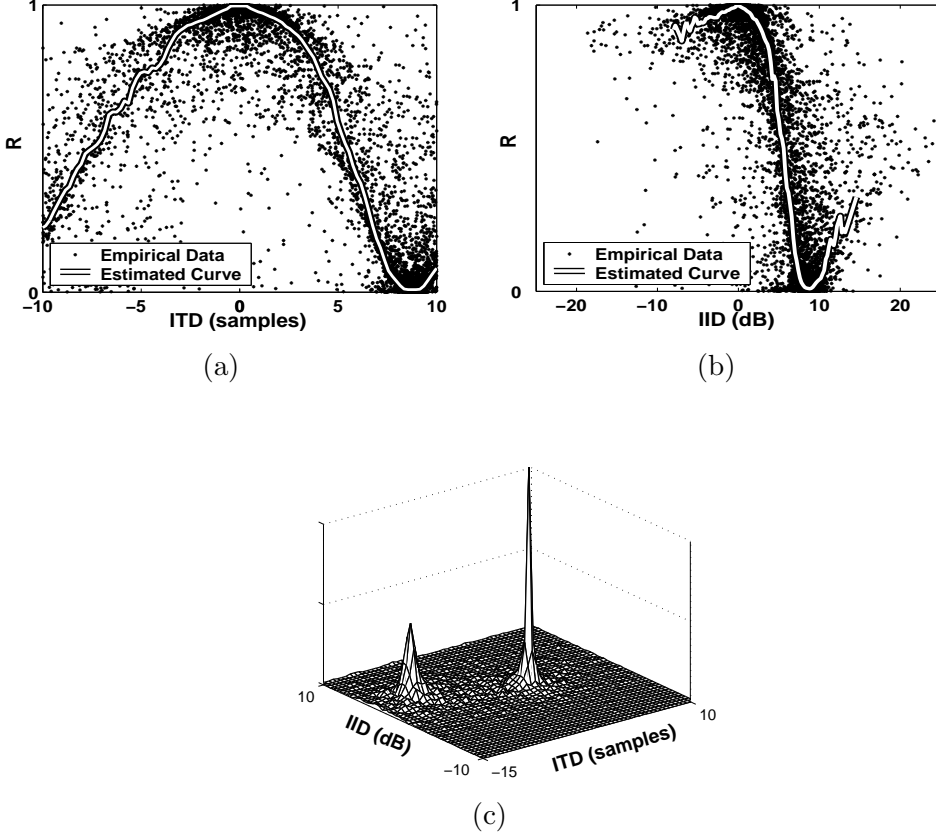 1
R
0
Empirical Data
Estimated Curve
−10 −5 0 5 10
ITD (samples)
(a)
1
R
0
Empirical Data
Estimated Curve
−20 −10 0 10 20
IID (dB)
(b)
10
IID (dB)
−10
−15
ITD (samples)
10
(c)